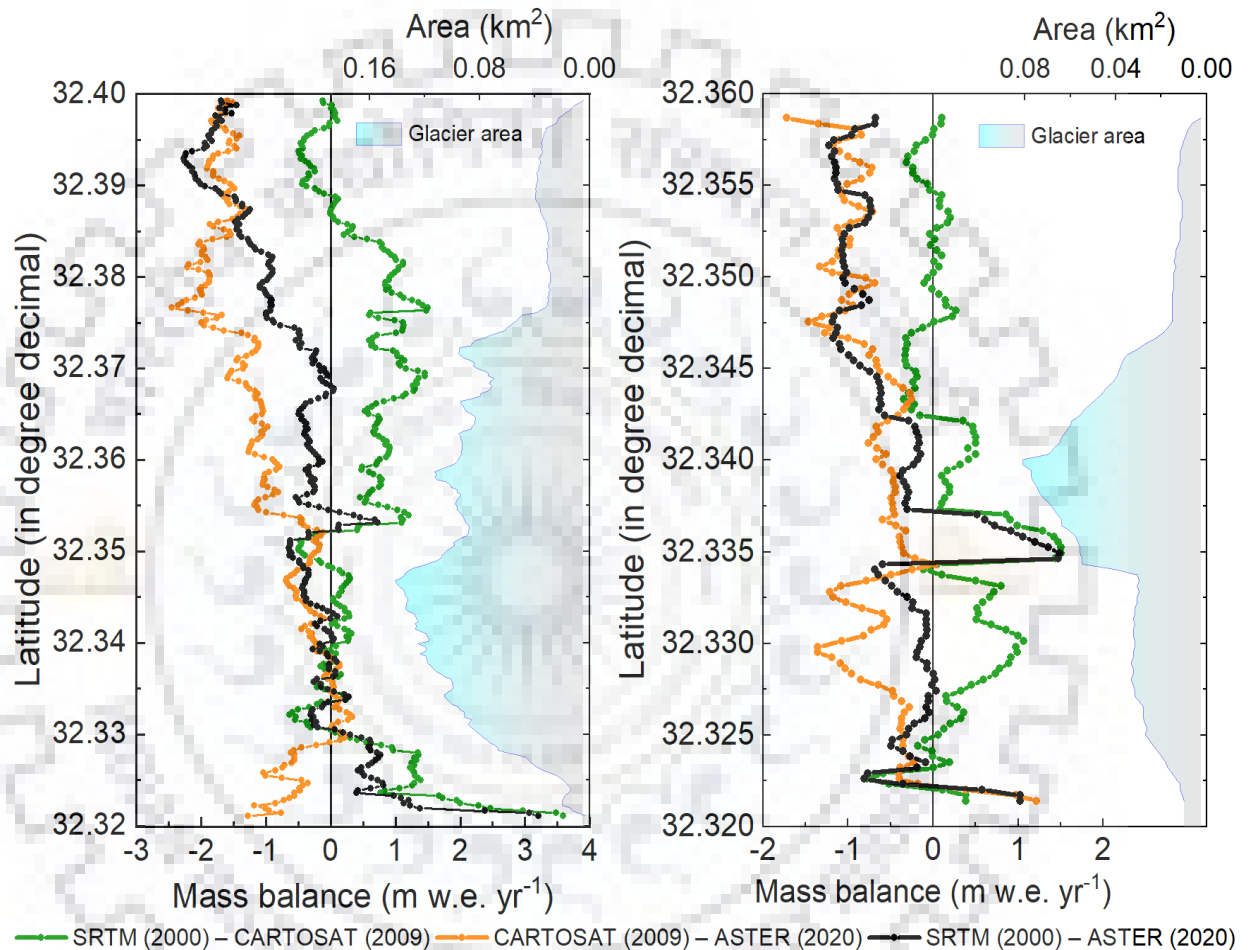 Area (km²)
0.16 0.08 0.00
32.40
32.39
32.38
32.37
32.36
32.35
32.34
32.33
32.32
Latitude (in degree decimal)
Glacier area
-3 -2 -1 0 1 2 3 4
Mass balance (m w.e. yr⁻¹)
Area (km²)
0.08 0.04 0.00
32.360
32.355
32.350
32.345
32.340
32.335
32.330
32.325
32.320
Latitude (in degree decimal)
Glacier area
-2 -1 0 1 2
Mass balance (m w.e. yr⁻¹)
SRTM (2000) – CARTOSAT (2009) CARTOSAT (2009) – ASTER (2020) SRTM (2000) – ASTER (2020)